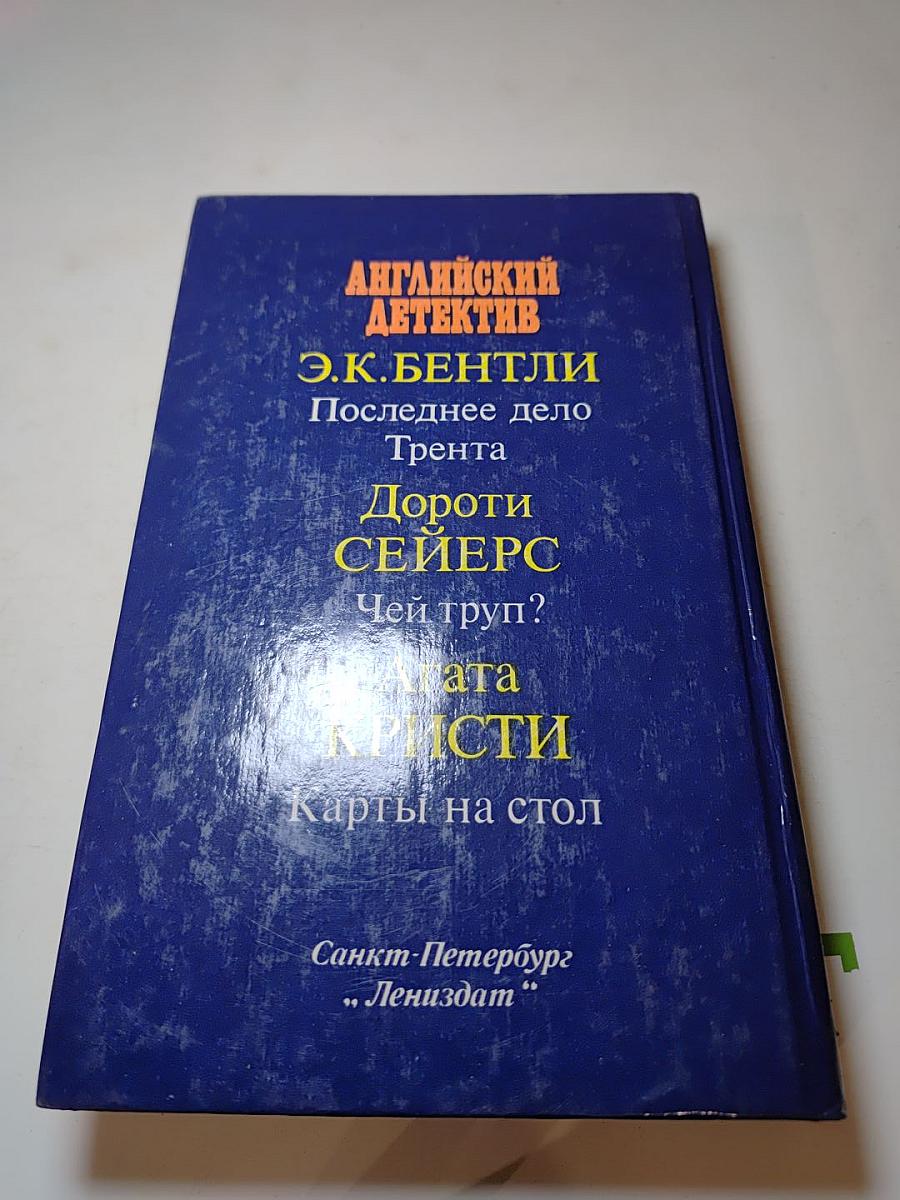 АНГЛИЙСКИЙ
ДЕТЕКТИВ
Э.К.БЕНТЛИ
Последнее дело
Трента
Дороти
СЕЙЕРС
Чей труп?
Агата
КРИСТИ
Карты на стол
Санкт-Петербург
„Лениздат“